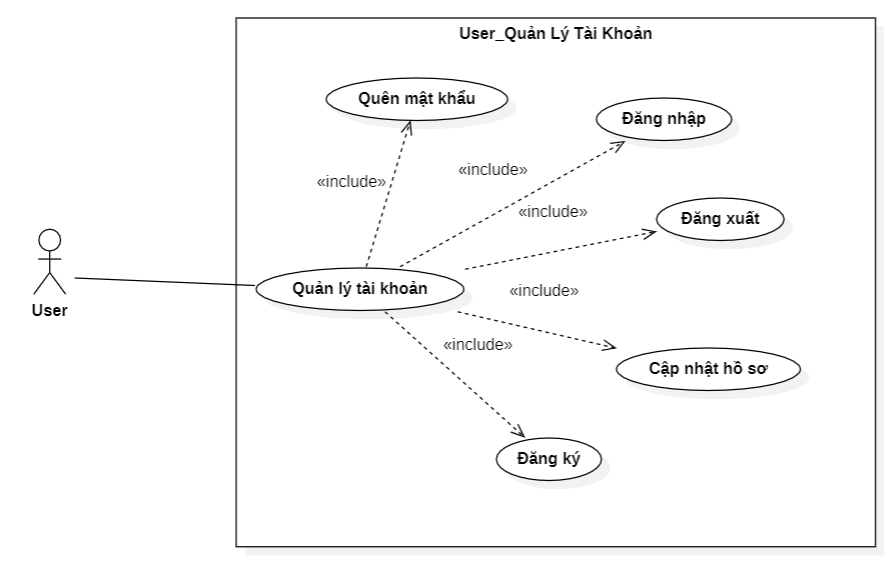 User_Quản Lý Tài Khoản
Quên mật khẩu
Đăng nhập
«include»
«include»
«include»
Đăng xuất
Quản lý tài khoản
«include»
User
«include»
Cập nhật hồ sơ
Đăng ký